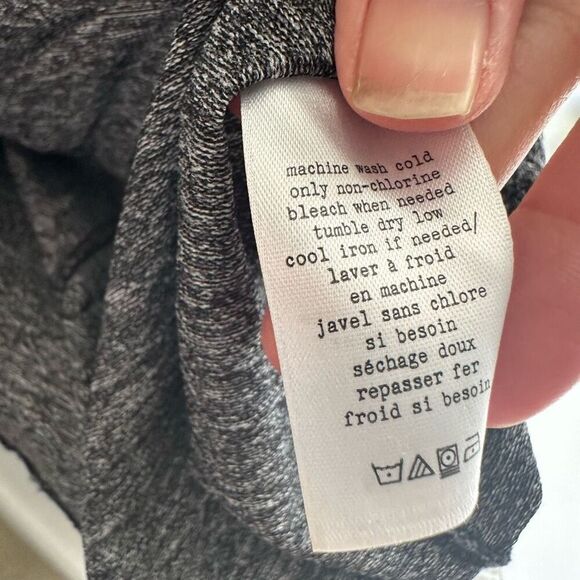 machine wash cold
only non-chlorine
bleach when needed
tumble dry low
cool iron if needed/
laver à froid
en machine
javel sans chlore
si besoin
séchage doux
repasser fer
froid si besoin